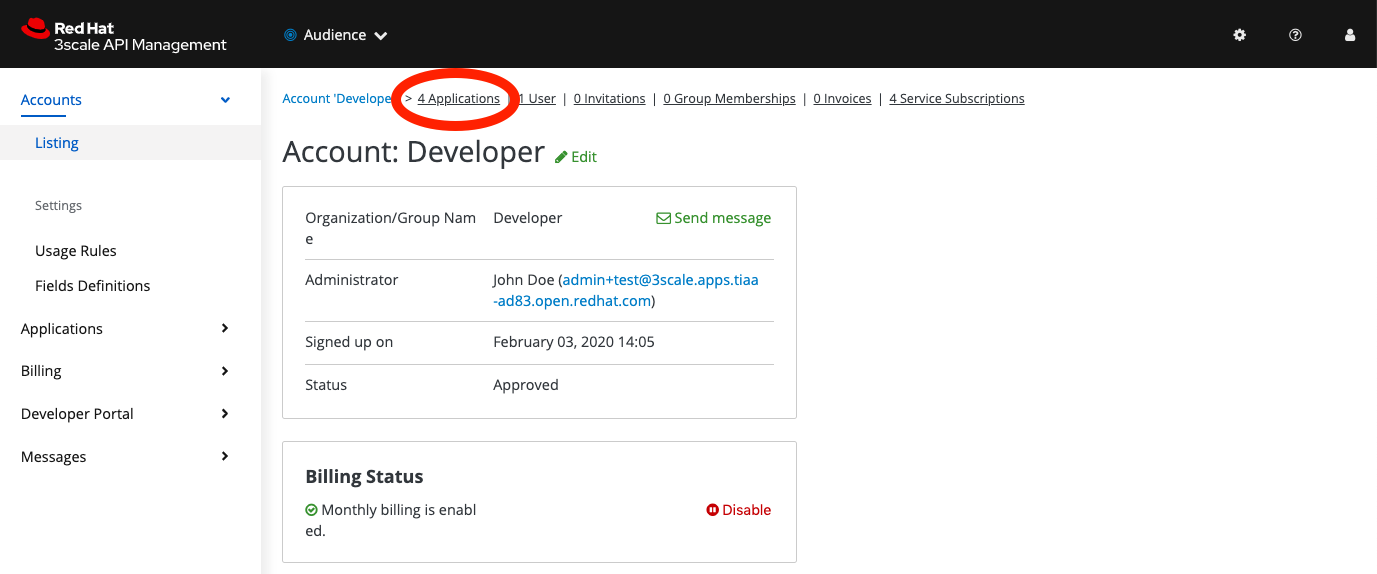 Red Hat
3scale API Management
Audience
Accounts
Listing
Settings
Usage Rules
Fields Definitions
Applications
Billing
Developer Portal
Messages
Account 'Develope > 4 Applications | 1 User | 0 Invitations | 0 Group Memberships | 0 Invoices | 4 Service Subscriptions
Account: Developer Edit
Organization/Group Nam
e
Developer
Send message
Administrator
John Doe (admin+test@3scale.apps.tiaa
-ad83.open.redhat.com)
Signed up on
February 03, 2020 14:05
Status
Approved
Billing Status
Monthly billing is enabl
ed.
Disable